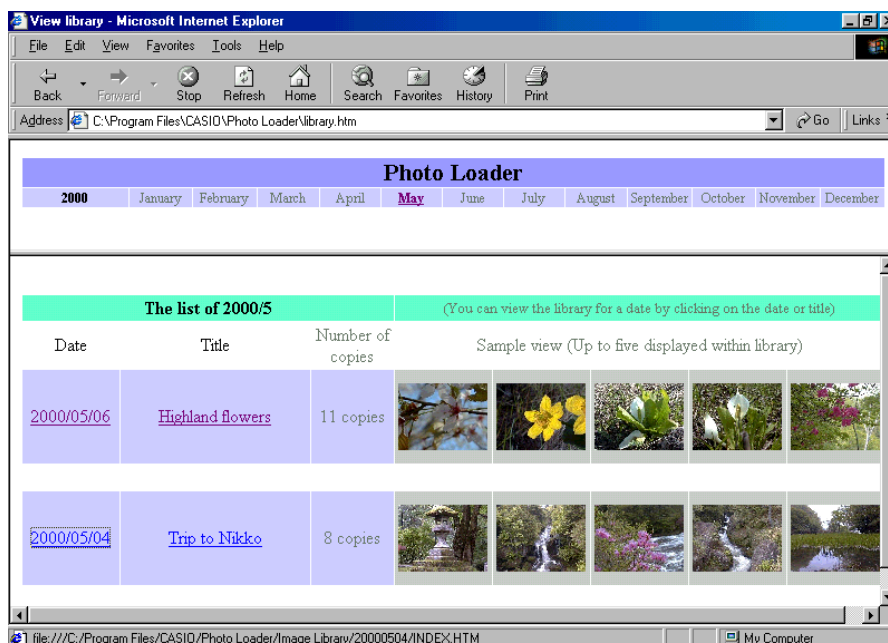 View library - Microsoft Internet Explorer
File Edit View Favorites Tools Help
Back Forward Stop Refresh Home Search Favorites History Print
Address C:\Program Files\CASIO\Photo Loader\library.htm Go Links
Photo Loader
2000 January February March April May June July August September October November December
The list of 2000/5 (You can view the library for a date by clicking on the date or title)
Date Title Number of copies Sample view (Up to five displayed within library)
2000/05/06 Highland flowers 11 copies
2000/05/04 Trip to Nikko 8 copies
file:///C:/Program Files/CASIO/Photo Loader/Image Library/20000504/INDEX.HTM My Computer